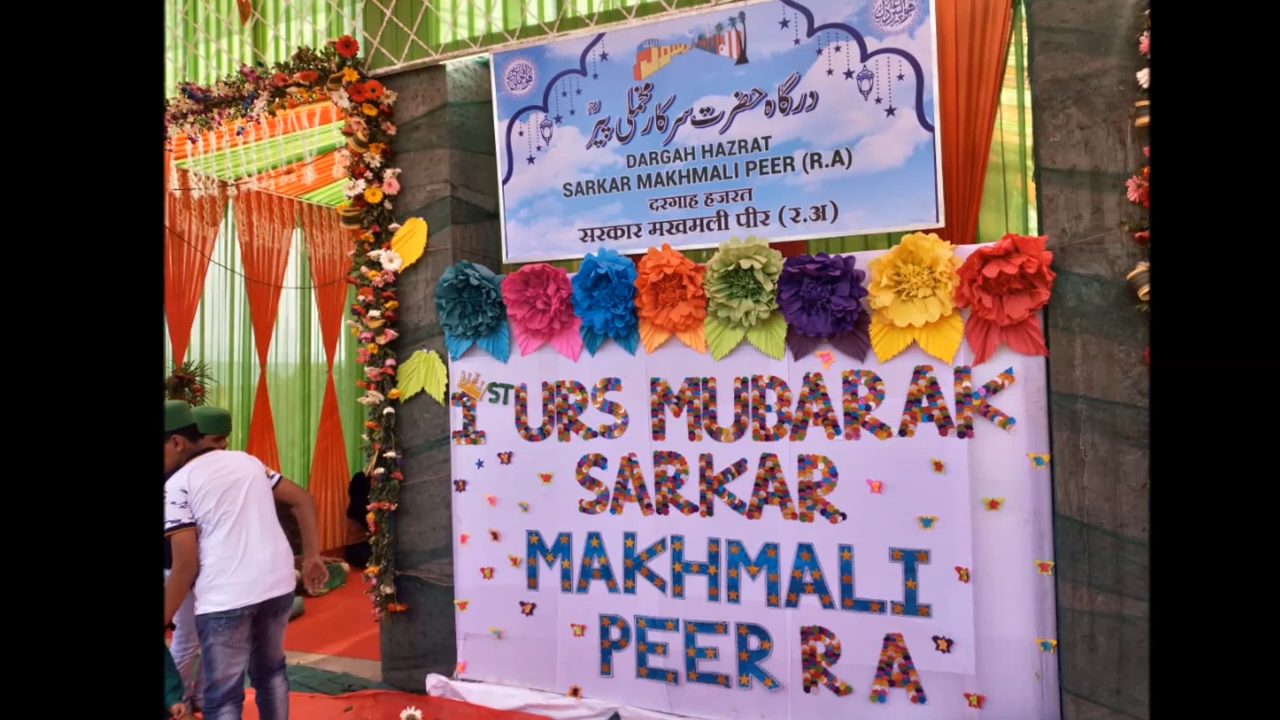 درگاہ حضرت سرکار مخملی پیرؒ
DARGAH HAZRAT
SARKAR MAKHMALI PEER (R.A)
दरगाह हजरत
सरकार मखमली पीर (र.अ)
1ST URS MUBARAK
SARKAR
MAKHMALI
PEER R A